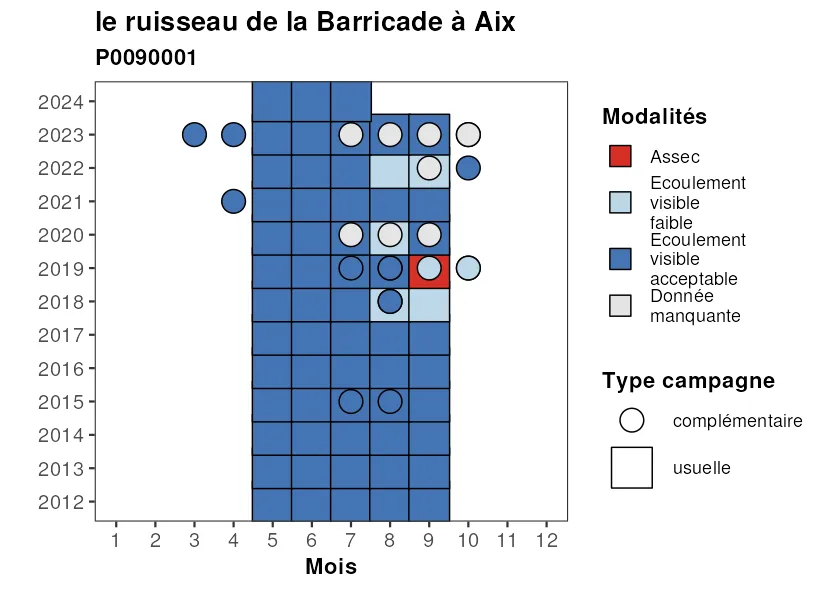 le ruisseau de la Barricade à Aix
P0090001
2024
2023
2022
2021
2020
2019
2018
2017
2016
2015
2014
2013
2012
1 2 3 4 5 6 7 8 9 10 11 12
Mois
Modalités
Assec
Ecoulement
visible
faible
Ecoulement
visible
acceptable
Donnée
manquante
Type campagne
complémentaire
usuelle